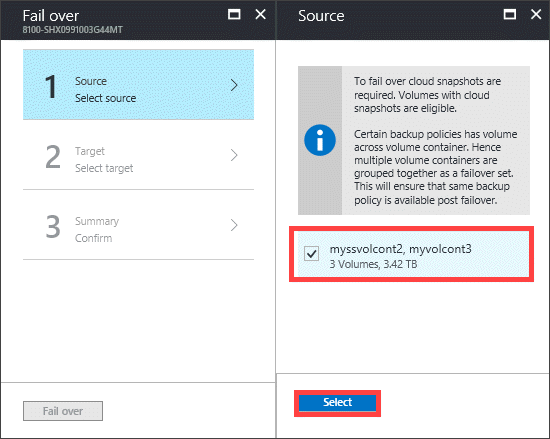 Fail over
8100-SHX0991003G44MT
1
Source
Select source
2
Target
Select target
3
Summary
Confirm
Fail over
Source
To fail over cloud snapshots are
required. Volumes with cloud
snapshots are eligible.
Certain backup policies has volume
across volume container. Hence
multiple volume containers are
grouped together as a failover set.
This will ensure that same backup
policy is available post failover.
myssvolcont2, myvolcont3
3 Volumes, 3.42 TB
Select